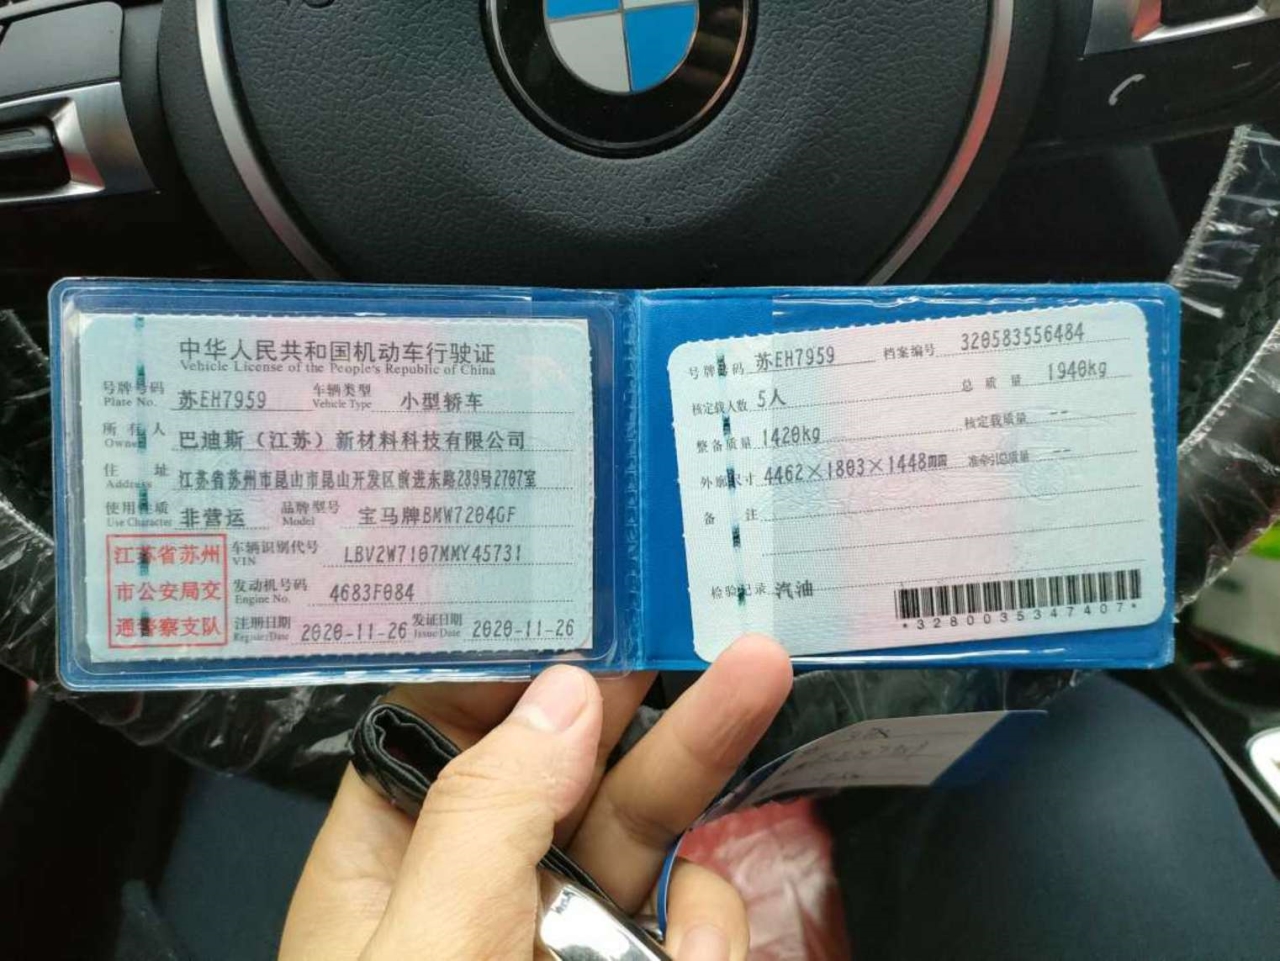 中华人民共和国机动车行驶证
Vehicle License of the People's Republic of China
号牌号码 苏EH7959 车辆类型 小型轿车
Plate No. Vehicle Type
所有人 巴迪斯（江苏）新材料科技有限公司
Owner
住址 江苏省苏州市昆山市昆山开发区前进东路289号2707室
Address
使用性质 非营运 品牌型号 宝马牌BMW7204GF
Use Character Model
江苏省苏州
市公安局交
通警察支队
车辆识别代号 LBV2W7107MMY45731
VIN
发动机号码 4683F084
Engine No.
注册日期 2020-11-26 发证日期 2020-11-26
Register Date Issue Date
号牌号码 苏EH7959 档案编号 320583556484
核定载人数 5人 总质量 1940kg
整备质量 1420kg 核定载质量 --
外廓尺寸 4462×1803×1448mm 准牵引总质量 --
备注
检验记录 汽油
*3280035347407*